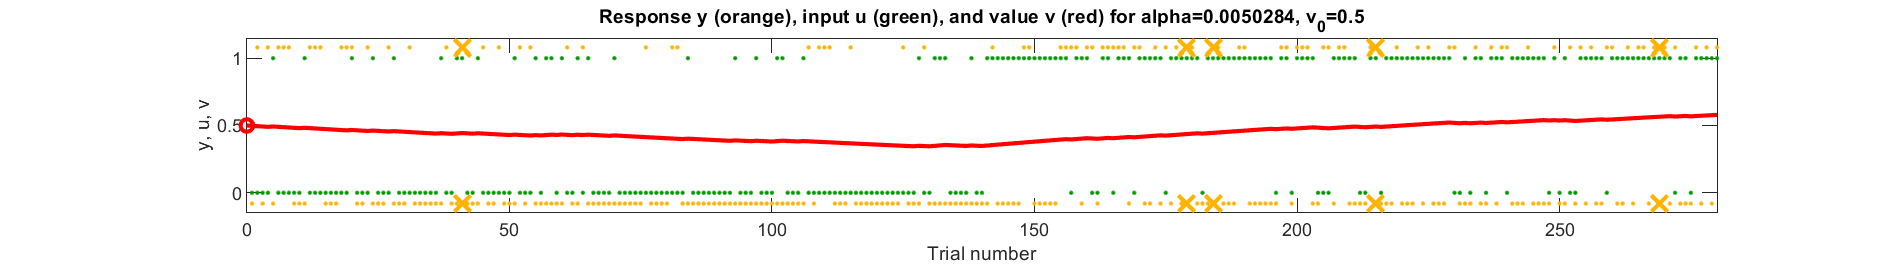 Response y (orange), input u (green), and value v (red) for alpha=0.0050284, v0=0.5
y, u, v
1
0.5
0
0 50 100 150 200 250
Trial number